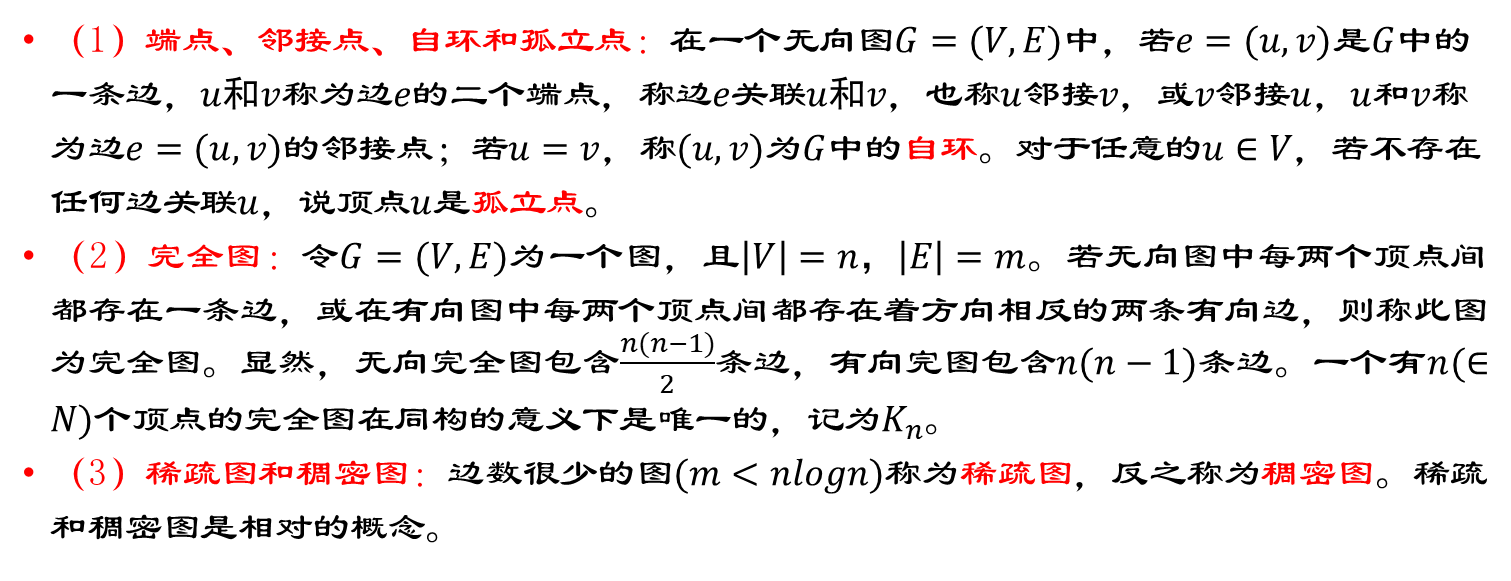 • （1）端点、邻接点、自环和孤立点：在一个无向图G = (V, E)中，若e = (u, v)是G中的
一条边，u和v称为边e的二个端点，称边e关联u和v，也称u邻接v，或v邻接u，u和v称
为边e = (u, v)的邻接点；若u = v，称(u, v)为G中的自环。对于任意的u ∈ V，若不存在
任何边关联u，说顶点u是孤立点。
• （2）完全图：令G = (V, E)为一个图，且|V| = n，|E| = m。若无向图中每两个顶点间
都存在一条边，或在有向图中每两个顶点间都存在着方向相反的两条有向边，则称此图
为完全图。显然，无向完全图包含\frac{n(n−1)}{2}条边，有向完图包含n(n − 1)条边。一个有n(∈
N)个顶点的完全图在同构的意义下是唯一的，记为K_n。
• （3）稀疏图和稠密图：边数很少的图(m < nlogn)称为稀疏图，反之称为稠密图。稀疏
和稠密图是相对的概念。